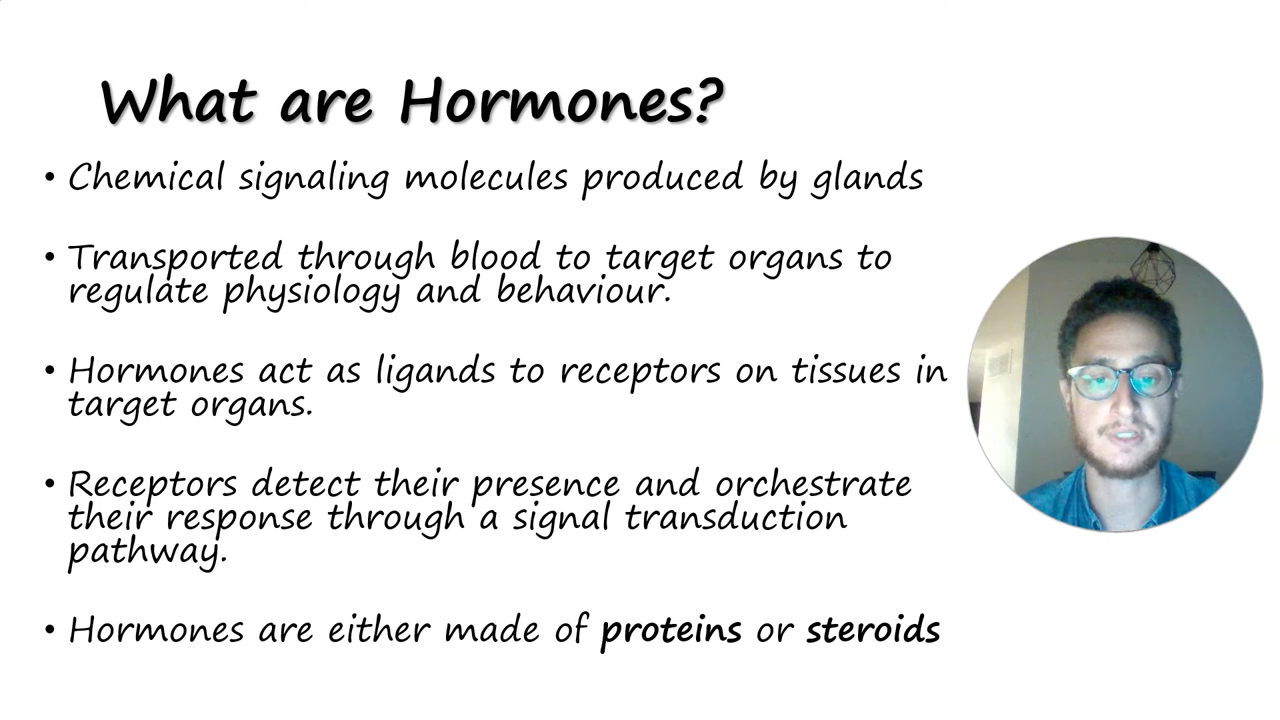 What are Hormones?
• Chemical signaling molecules produced by glands
• Transported through blood to target organs to
regulate physiology and behaviour.
• Hormones act as ligands to receptors on tissues in
target organs.
• Receptors detect their presence and orchestrate
their response through a signal transduction
pathway.
• Hormones are either made of proteins or steroids